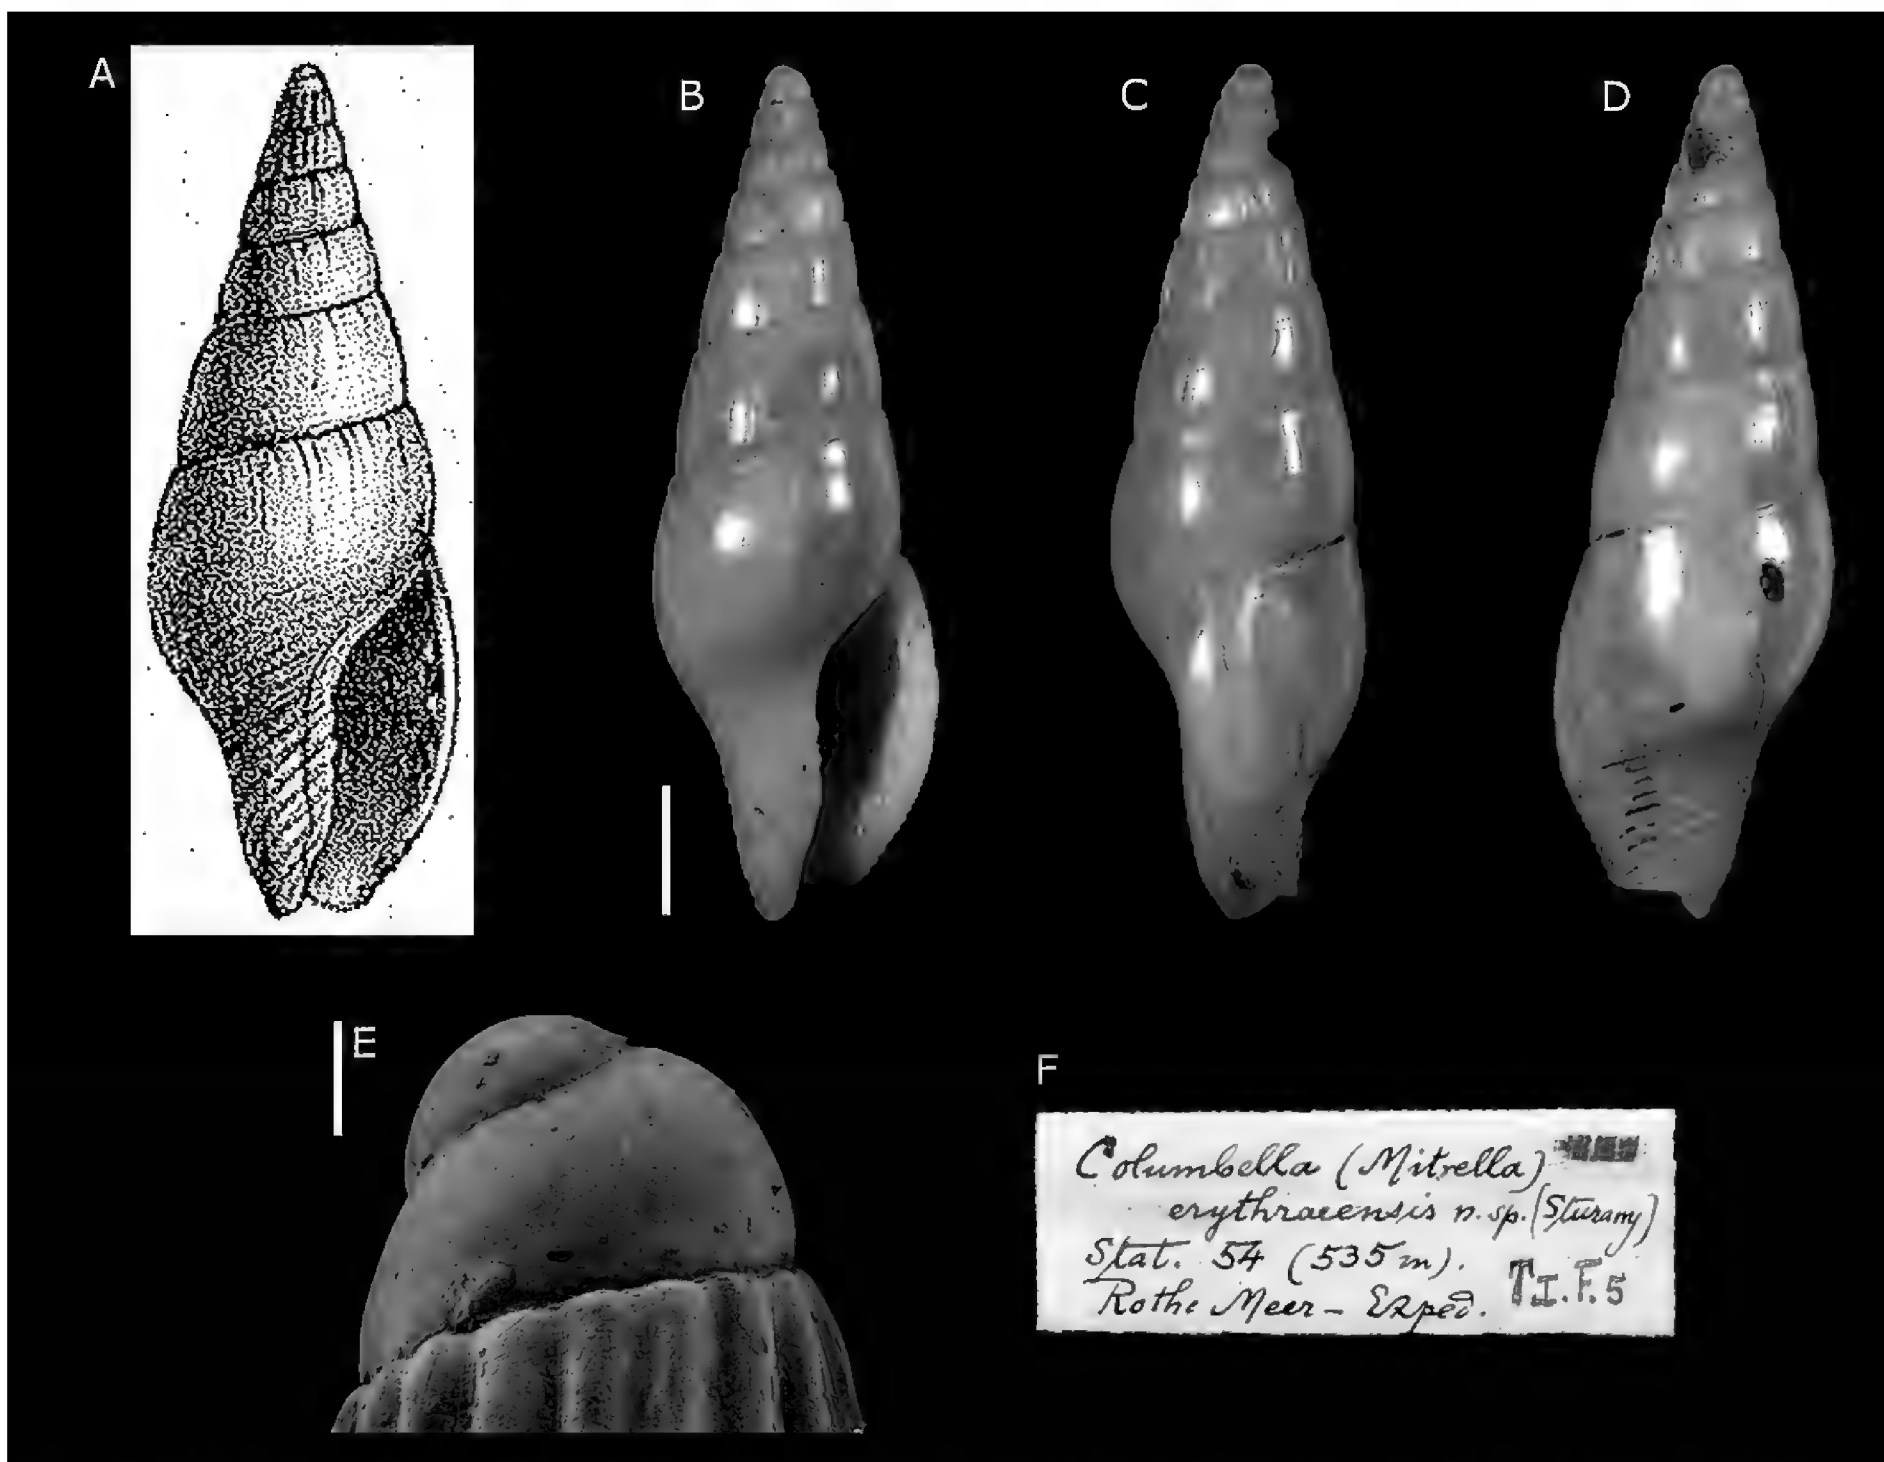 A
B
C
D
E
F
Columbella (Mitrella)
erythraeensis n. sp. (Sturany)
Stat. 54 (535 m).
Rothe Meer - Exped. T.I.F.5